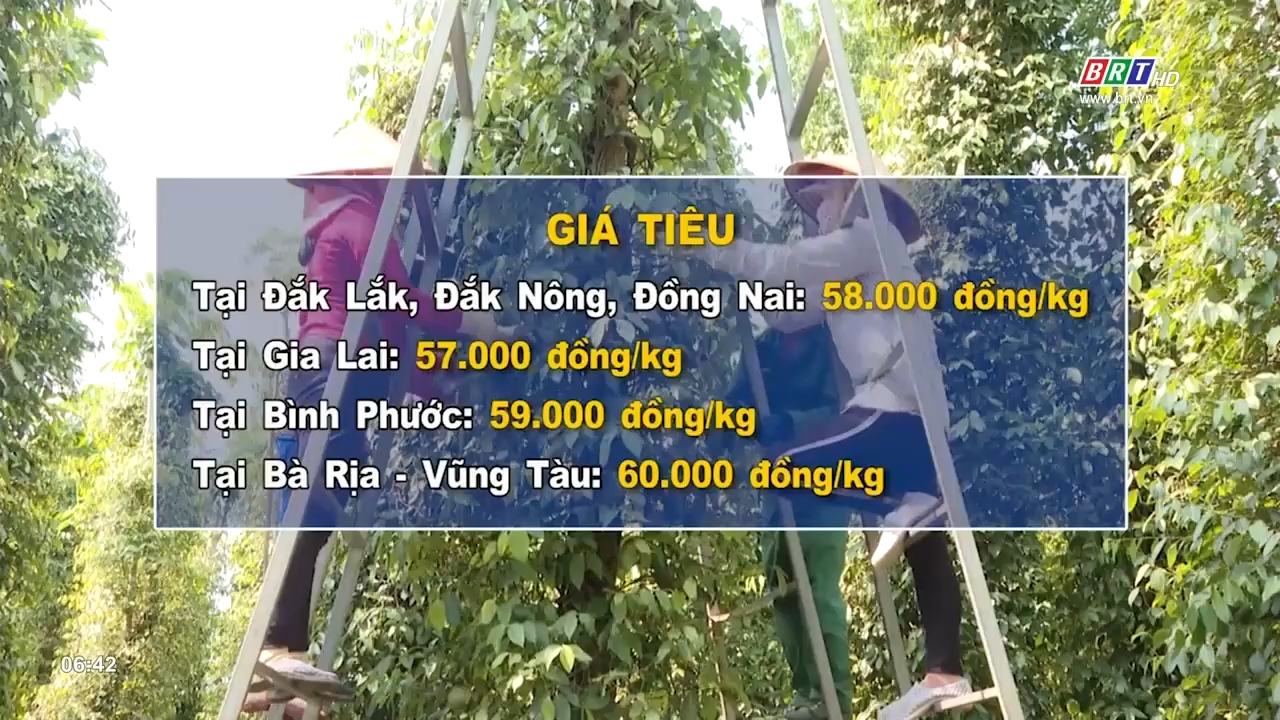 BRT HD
www.brt.vn
GIÁ TIÊU
Tại Đắk Lắk, Đắk Nông, Đồng Nai: 58.000 đồng/kg
Tại Gia Lai: 57.000 đồng/kg
Tại Bình Phước: 59.000 đồng/kg
Tại Bà Rịa - Vũng Tàu: 60.000 đồng/kg
06:42